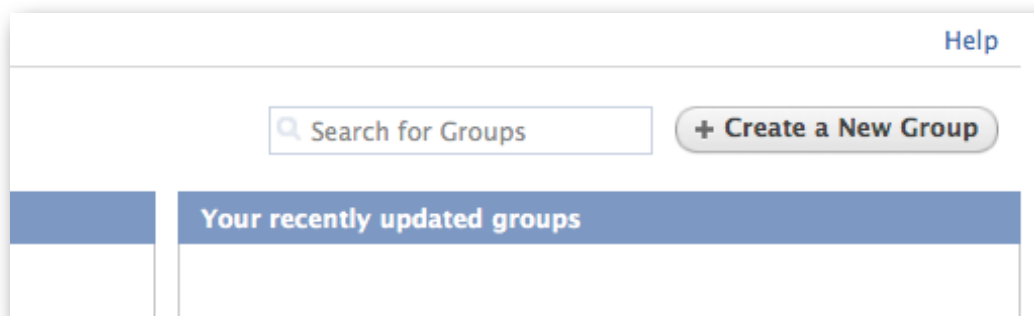 Help
Search for Groups
+ Create a New Group
Your recently updated groups